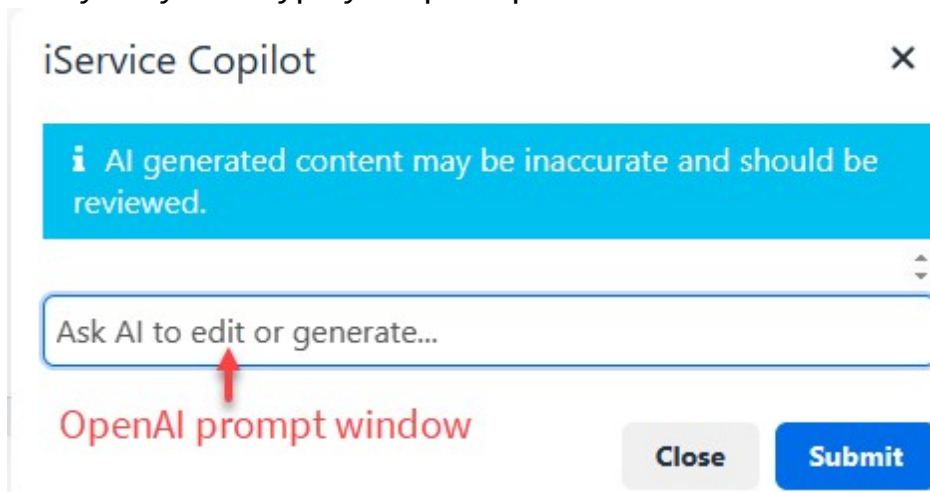 iService Copilot
i AI generated content may be inaccurate and should be
reviewed.
Ask AI to edit or generate...
OpenAI prompt window
Close
Submit